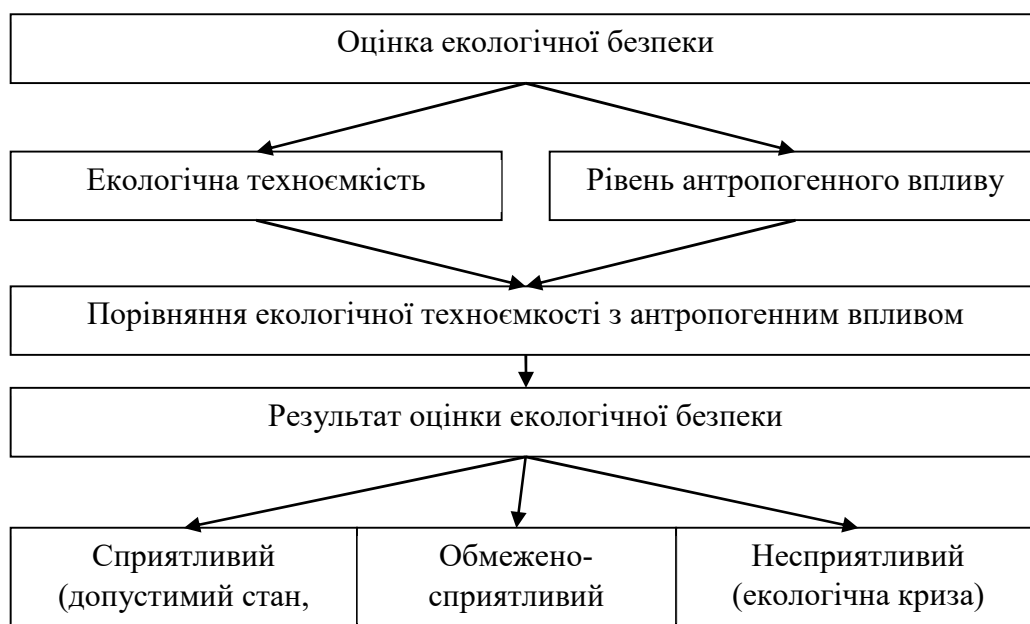 Оцінка екологічної безпеки
Екологічна техноємкість
Рівень антропогенного впливу
Порівняння екологічної техноємкості з антропогенним впливом
Результат оцінки екологічної безпеки
Сприятливий
(допустимий стан,
Обмежено-
сприятливий
Несприятливий
(екологічна криза)